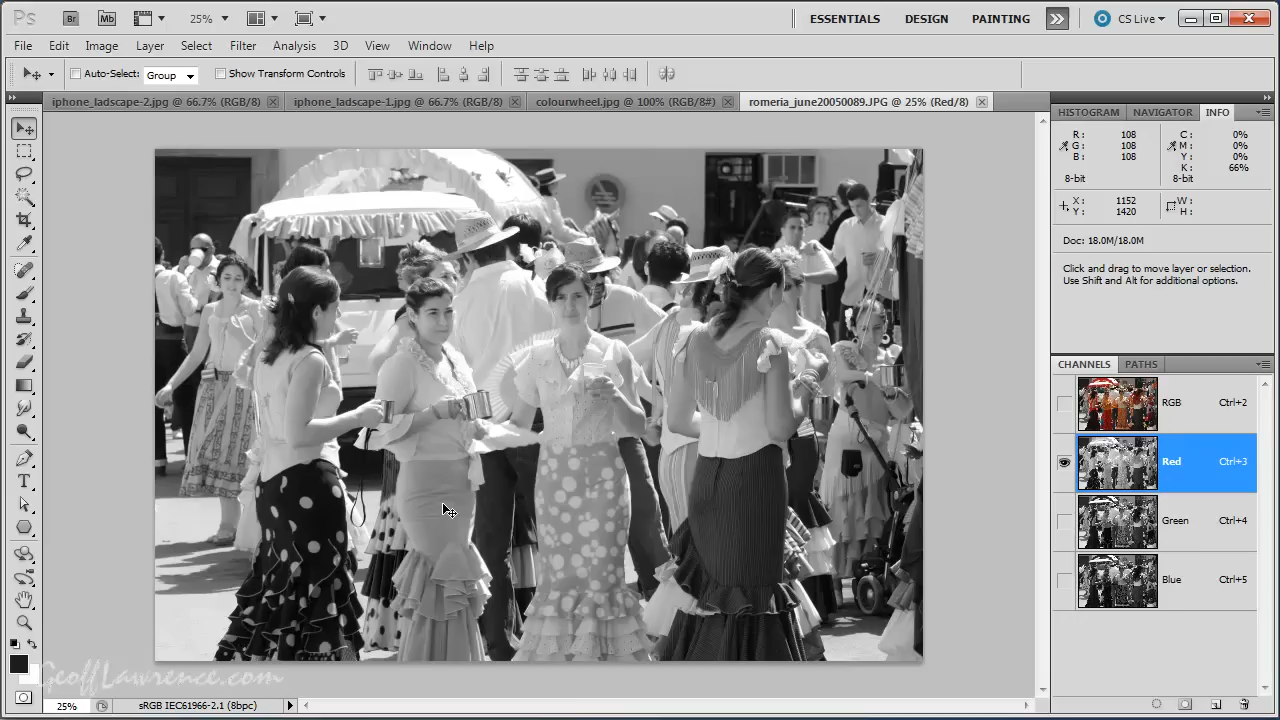 Ps Br Mb 25% ESSENTIALS DESIGN PAINTING CS Live
File Edit Image Layer Select Filter Analysis 3D View Window Help
Auto-Select: Group Show Transform Controls
iphone_ladscape-2.jpg @ 66.7% (RGB/8) iphone_ladscape-1.jpg @ 66.7% (RGB/8) colourwheel.jpg @ 100% (RGB/8#) romeria_june20050089.JPG @ 25% (Red/8)
HISTOGRAM NAVIGATOR INFO
R: 108 C: 0%
G: 108 M: 0%
B: 108 Y: 0%
K: 66%
8-bit 8-bit
X: 1152 W:
Y: 1420 H:
Doc: 18.0M/18.0M
Click and drag to move layer or selection.
Use Shift and Alt for additional options.
CHANNELS PATHS
RGB Ctrl+2
Red Ctrl+3
Green Ctrl+4
Blue Ctrl+5
GeoffLawrence.com
25% sRGB IEC61966-2.1 (8bpc)